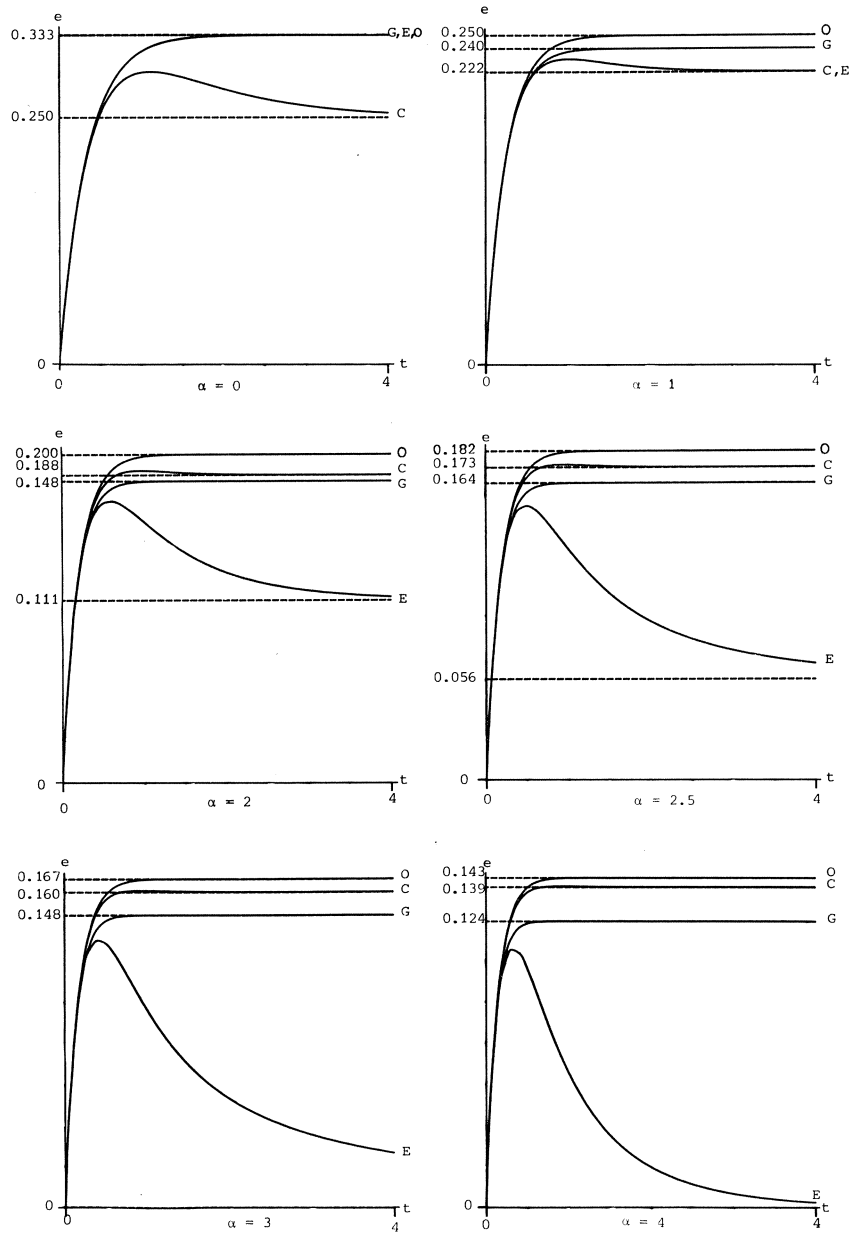 e
0.333
G,E,O
0.250
C
0
t
0
4
α = 0
e
0.250
O
0.240
G
0.222
C,E
0
t
0
4
α = 1
e
0.200
O
0.188
C
0.148
G
0.111
E
0
t
0
4
α = 2
e
0.182
O
0.173
C
0.164
G
E
0.056
0
t
0
4
α = 2.5
e
0.167
O
0.160
C
0.148
G
E
0
t
0
4
α = 3
e
0.143
O
0.139
C
0.124
G
E
0
t
0
4
α = 4